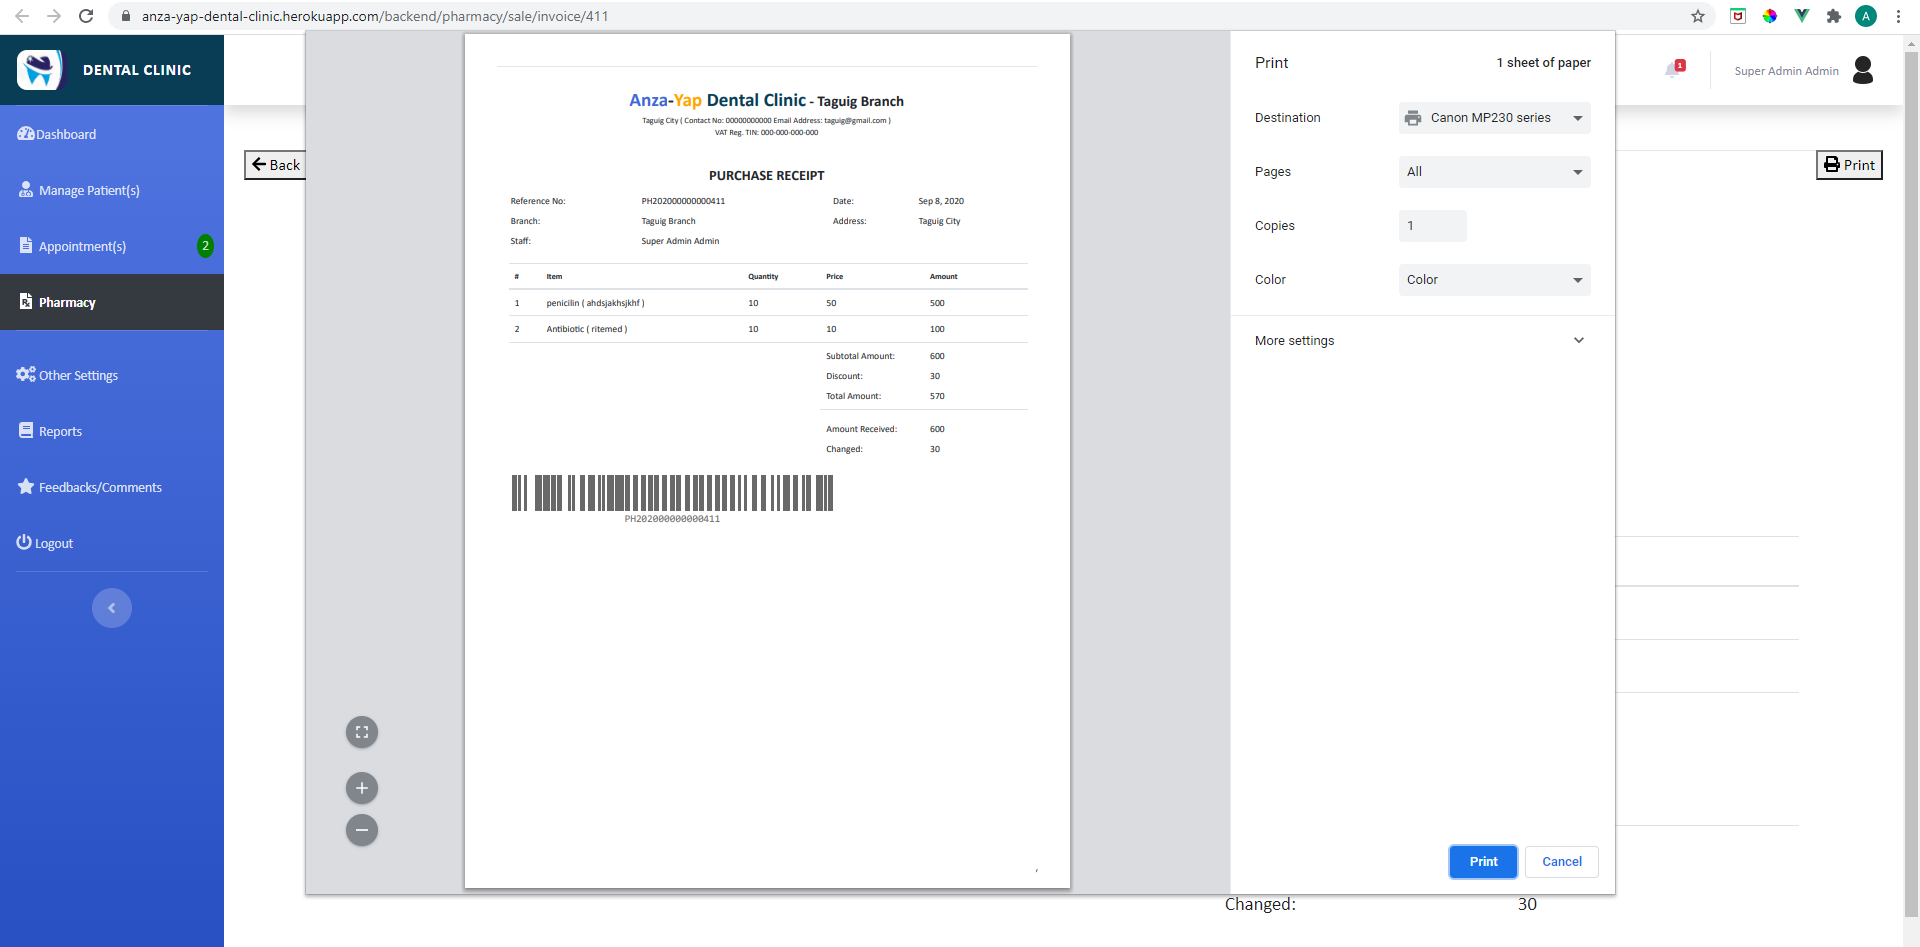 anza-yap-dental-clinic.herokuapp.com/backend/pharmacy/sale/invoice/411
A
DENTAL CLINIC
1
Super Admin Admin
Dashboard
Manage Patient(s)
Appointment(s) 2
Pharmacy
Other Settings
Reports
Feedbacks/Comments
Logout
Back
Print
Anza-Yap Dental Clinic - Taguig Branch
Taguig City ( Contact No: 00000000000 Email Address: taguig@gmail.com )
VAT Reg. TIN: 000-000-000-000
PURCHASE RECEIPT
Reference No: PH202000000000411 Date: Sep 8, 2020
Branch: Taguig Branch Address: Taguig City
Staff: Super Admin Admin
# Item Quantity Price Amount
1 penicilin ( ahdsjakhsjkhf ) 10 50 500
2 Antibiotic ( ritemed ) 10 10 100
Subtotal Amount: 600
Discount: 30
Total Amount: 570
Amount Received: 600
Changed: 30
PH202000000000411
Print 1 sheet of paper
Destination Canon MP230 series
Pages All
Copies 1
Color Color
More settings
Print Cancel
Changed: 30